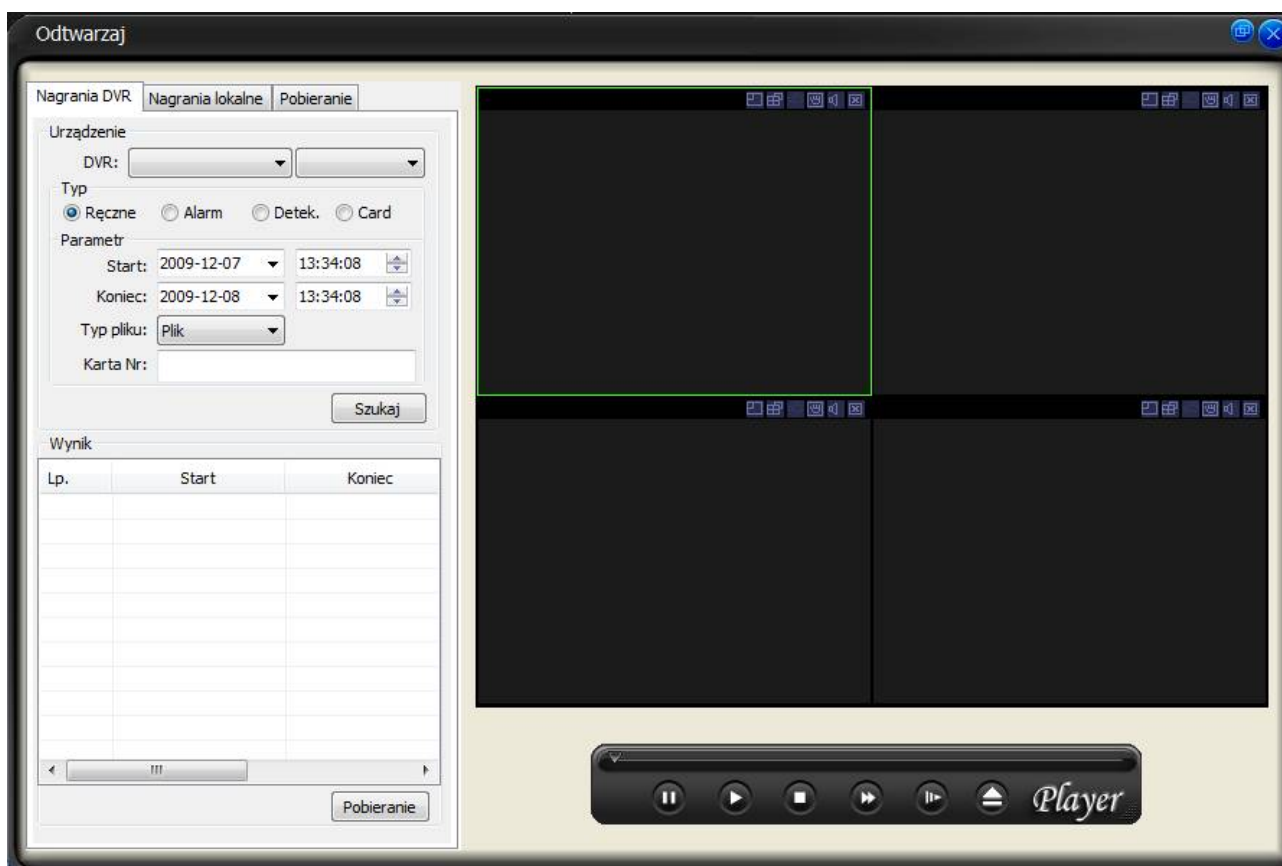 Odtwarzaj
Nagrania DVR Nagrania lokalne Pobieranie
Urządzenie
DVR:
Typ
Ręczne Alarm Detek. Card
Parametr
Start: 2009-12-07 13:34:08
Koniec: 2009-12-08 13:34:08
Typ pliku: Plik
Karta Nr:
Szukaj
Wynik
Lp. Start Koniec
Pobieranie
Player